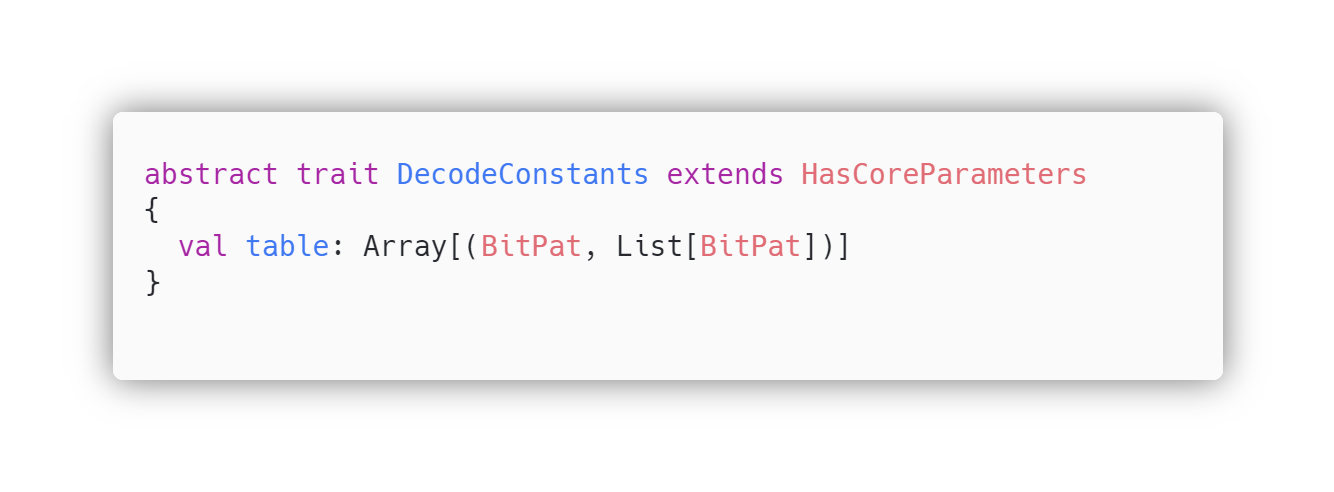 abstract trait DecodeConstants extends HasCoreParameters
{
  val table: Array[(BitPat, List[BitPat])]
}